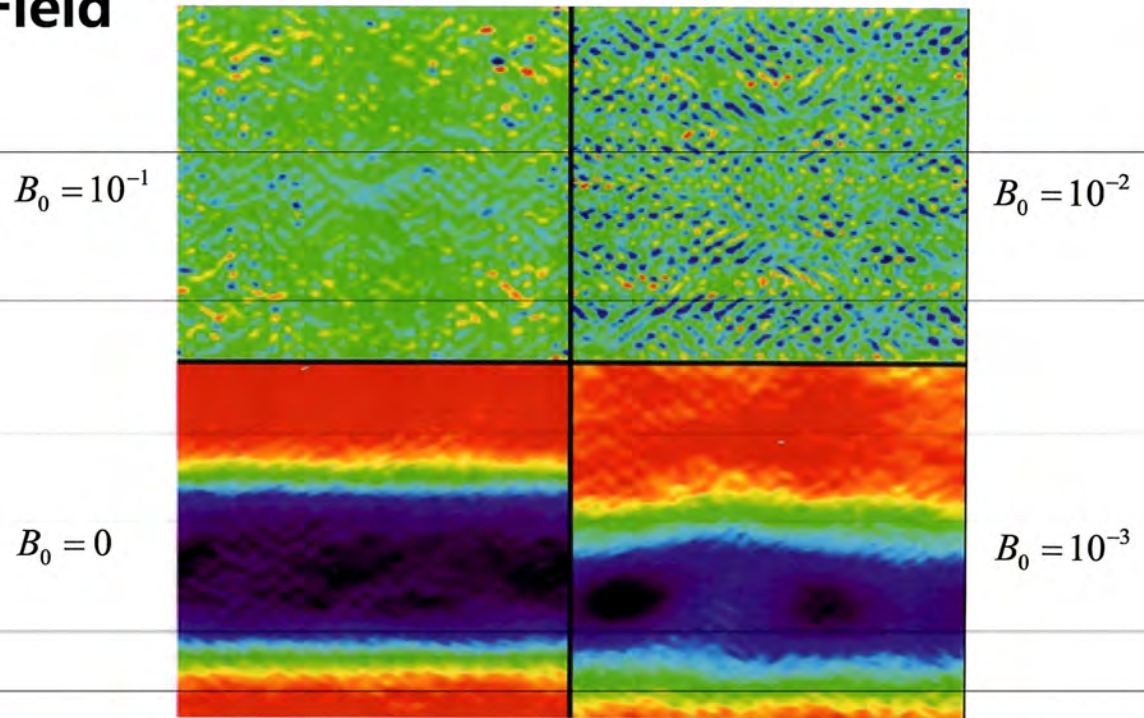 Field
B₀ = 10⁻¹
B₀ = 10⁻²
B₀ = 0
B₀ = 10⁻³